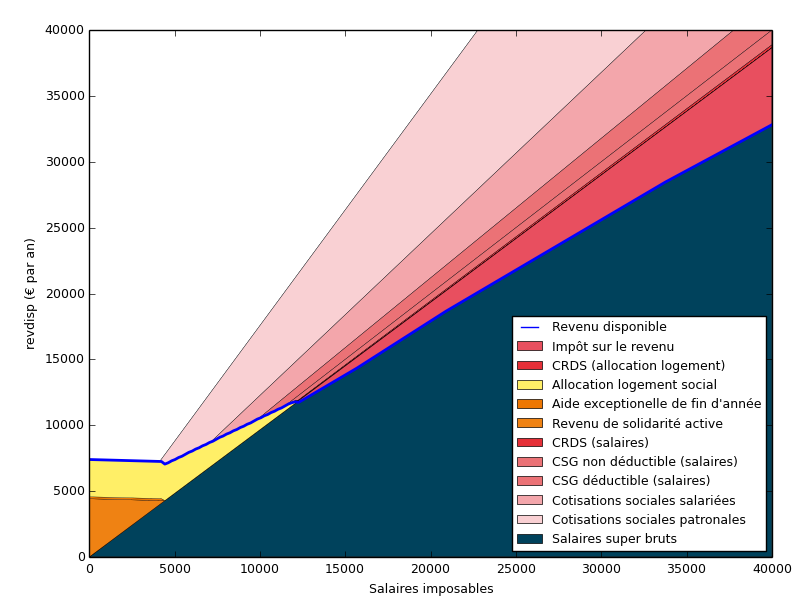 40000
35000
30000
25000
20000
15000
10000
5000
0
revdisp (€ par an)
Revenu disponible
Impôt sur le revenu
CRDS (allocation logement)
Allocation logement social
Aide exceptionelle de fin d'année
Revenu de solidarité active
CRDS (salaires)
CSG non déductible (salaires)
CSG déductible (salaires)
Cotisations sociales salariées
Cotisations sociales patronales
Salaires super bruts
0 5000 10000 15000 20000 25000 30000 35000 40000
Salaires imposables